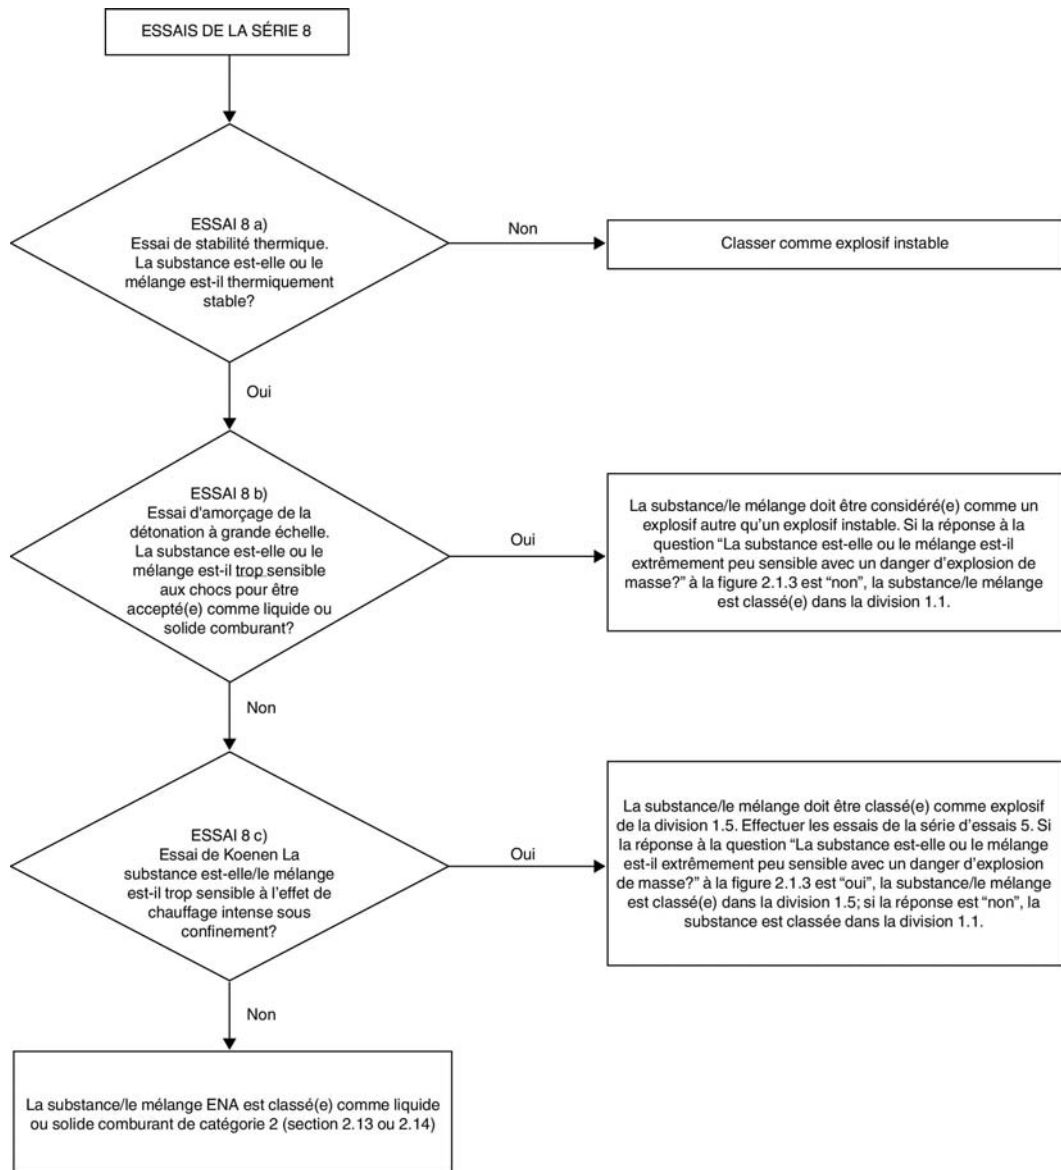 ESSAIS DE LA SÉRIE 8
ESSAI 8 a)
Essai de stabilité thermique.
La substance est-elle ou le
mélange est-il thermiquement
stable?
Non
Classer comme explosif instable
Oui
ESSAI 8 b)
Essai d'amorçage de la
détonation à grande échelle.
La substance est-elle ou le
mélange est-il trop sensible
aux chocs pour être
accepté(e) comme liquide ou
solide comburant?
Oui
La substance/le mélange doit être considéré(e) comme un
explosif autre qu'un explosif instable. Si la réponse à la
question “La substance est-elle ou le mélange est-il
extrêmement peu sensible avec un danger d'explosion de
masse?” à la figure 2.1.3 est “non”, la substance/le mélange
est classé(e) dans la division 1.1.
Non
ESSAI 8 c)
Essai de Koenen La
substance est-elle/le mélange
est-il trop sensible à l'effet de
chauffage intense sous
confinement?
Oui
La substance/le mélange doit être classé(e) comme explosif
de la division 1.5. Effectuer les essais de la série d'essais 5. Si
la réponse à la question “La substance est-elle ou le mélange
est-il extrêmement peu sensible avec un danger d'explosion
de masse?” à la figure 2.1.3 est “oui”, la substance/le mélange
est classé(e) dans la division 1.5; si la réponse est “non”, la
substance est classée dans la division 1.1.
Non
La substance/le mélange ENA est classé(e) comme liquide
ou solide comburant de catégorie 2 (section 2.13 ou 2.14)